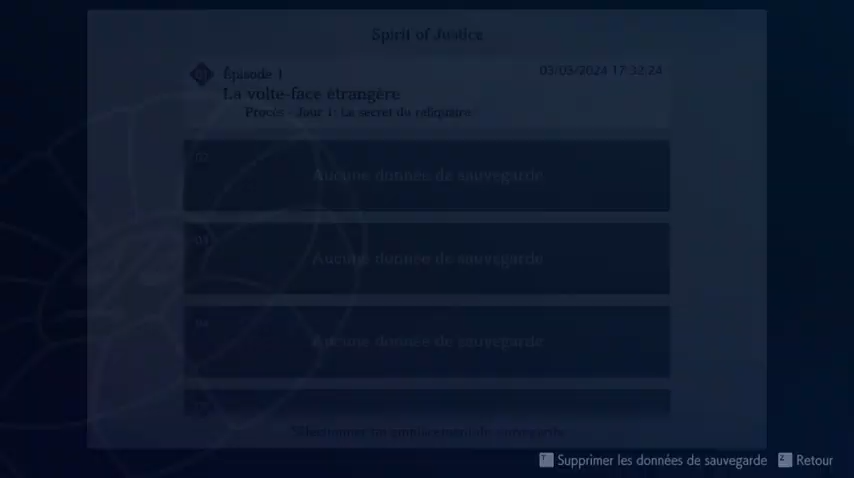 Spirit of Justice
01 Épisode 1 03/03/2024 17:32:24
La volte-face étrangère
Procès - Jour 1: Le secret du reliquaire
02
Aucune donnée de sauvegarde
03
Aucune donnée de sauvegarde
04
Aucune donnée de sauvegarde
Sélectionnez un emplacement de sauvegarde.
T Supprimer les données de sauvegarde Z Retour